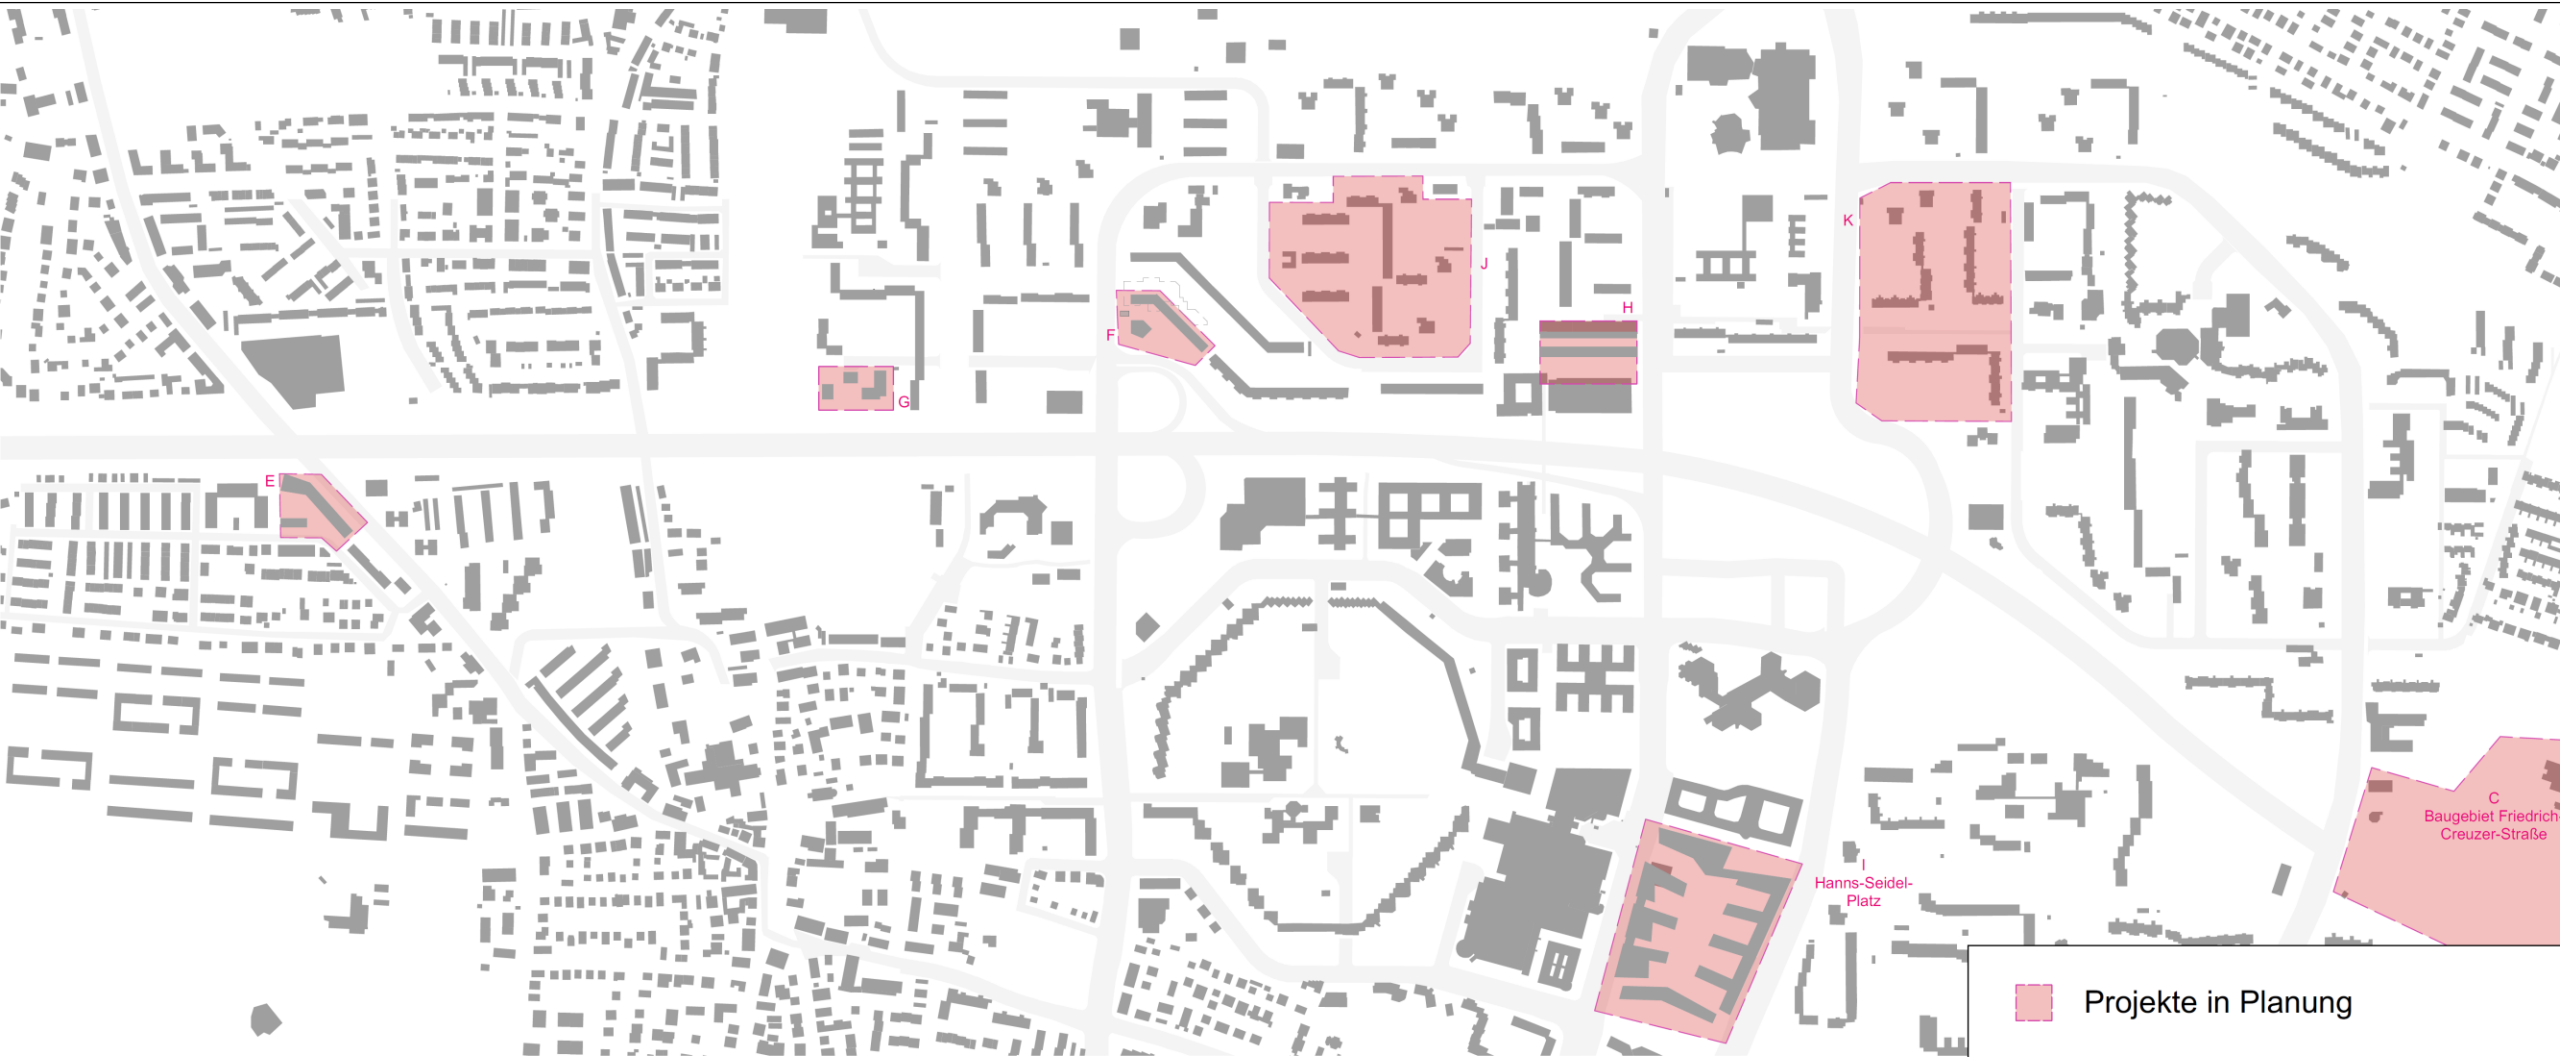 K
J
H
F
G
E
C
Baugebiet Friedrich-
Creuzer-Straße
I
Hanns-Seidel-
Platz
Projekte in Planung